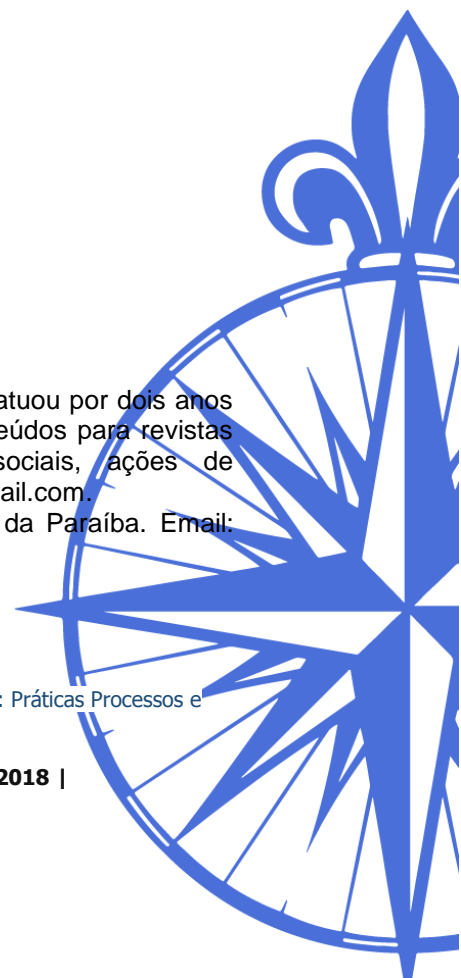 atuou por dois anos
eúdos para revistas
sociais, ações de
ail.com.
da Paraíba. Email:
: Práticas Processos e
2018 |